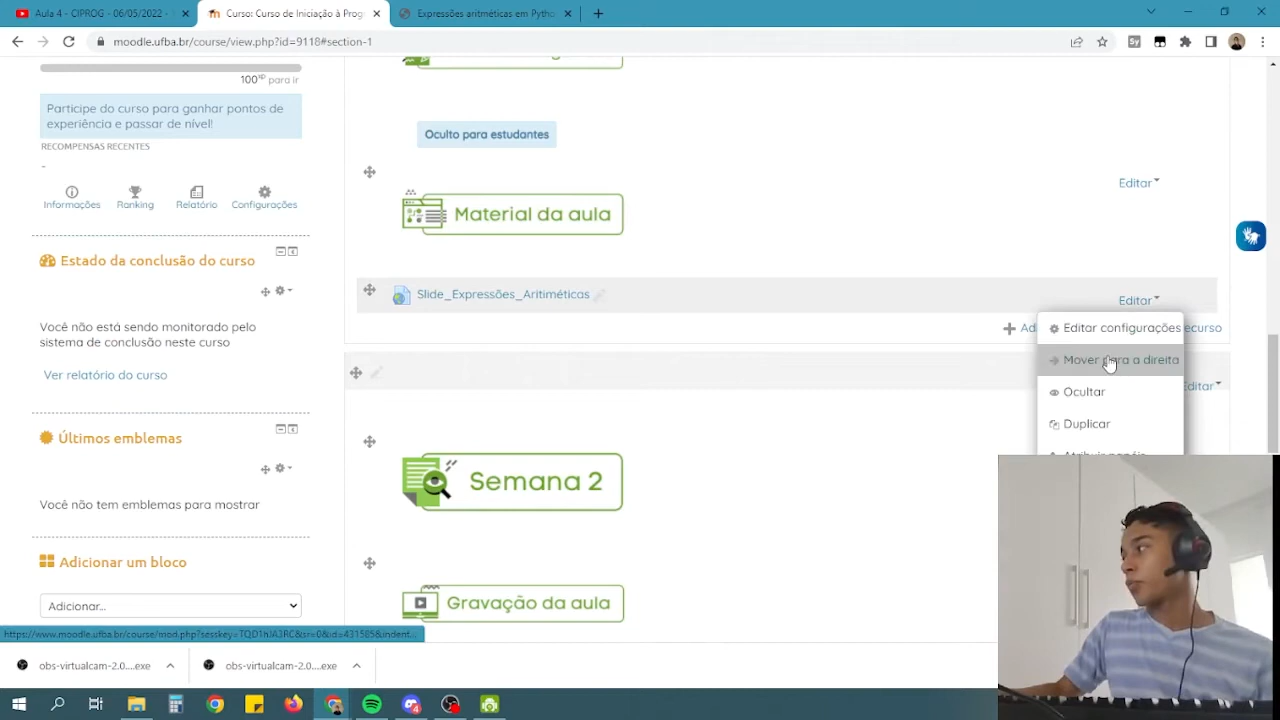 Aula 4 - CIPROG - 06/05/2022 -
Curso: Curso de Iniciação à Prog
Expressões aritméticas em Pytho
moodle.ufba.br/course/view.php?id=9118#section-1
100 XP para ir
Participe do curso para ganhar pontos de
experiência e passar de nível!
RECOMPENSAS RECENTES
-
Informações
Ranking
Relatório
Configurações
Estado da conclusão do curso
Você não está sendo monitorado pelo
sistema de conclusão neste curso
Ver relatório do curso
Últimos emblemas
Você não tem emblemas para mostrar
Adicionar um bloco
Adicionar...
Oculto para estudantes
Editar
Material da aula
Slide_Expressões_Aritiméticas
Editar
Editar configurações
Mover para a direita
Ocultar
Duplicar
Editar
Semana 2
Gravação da aula
obs-virtualcam-2.0....exe
obs-virtualcam-2.0....exe